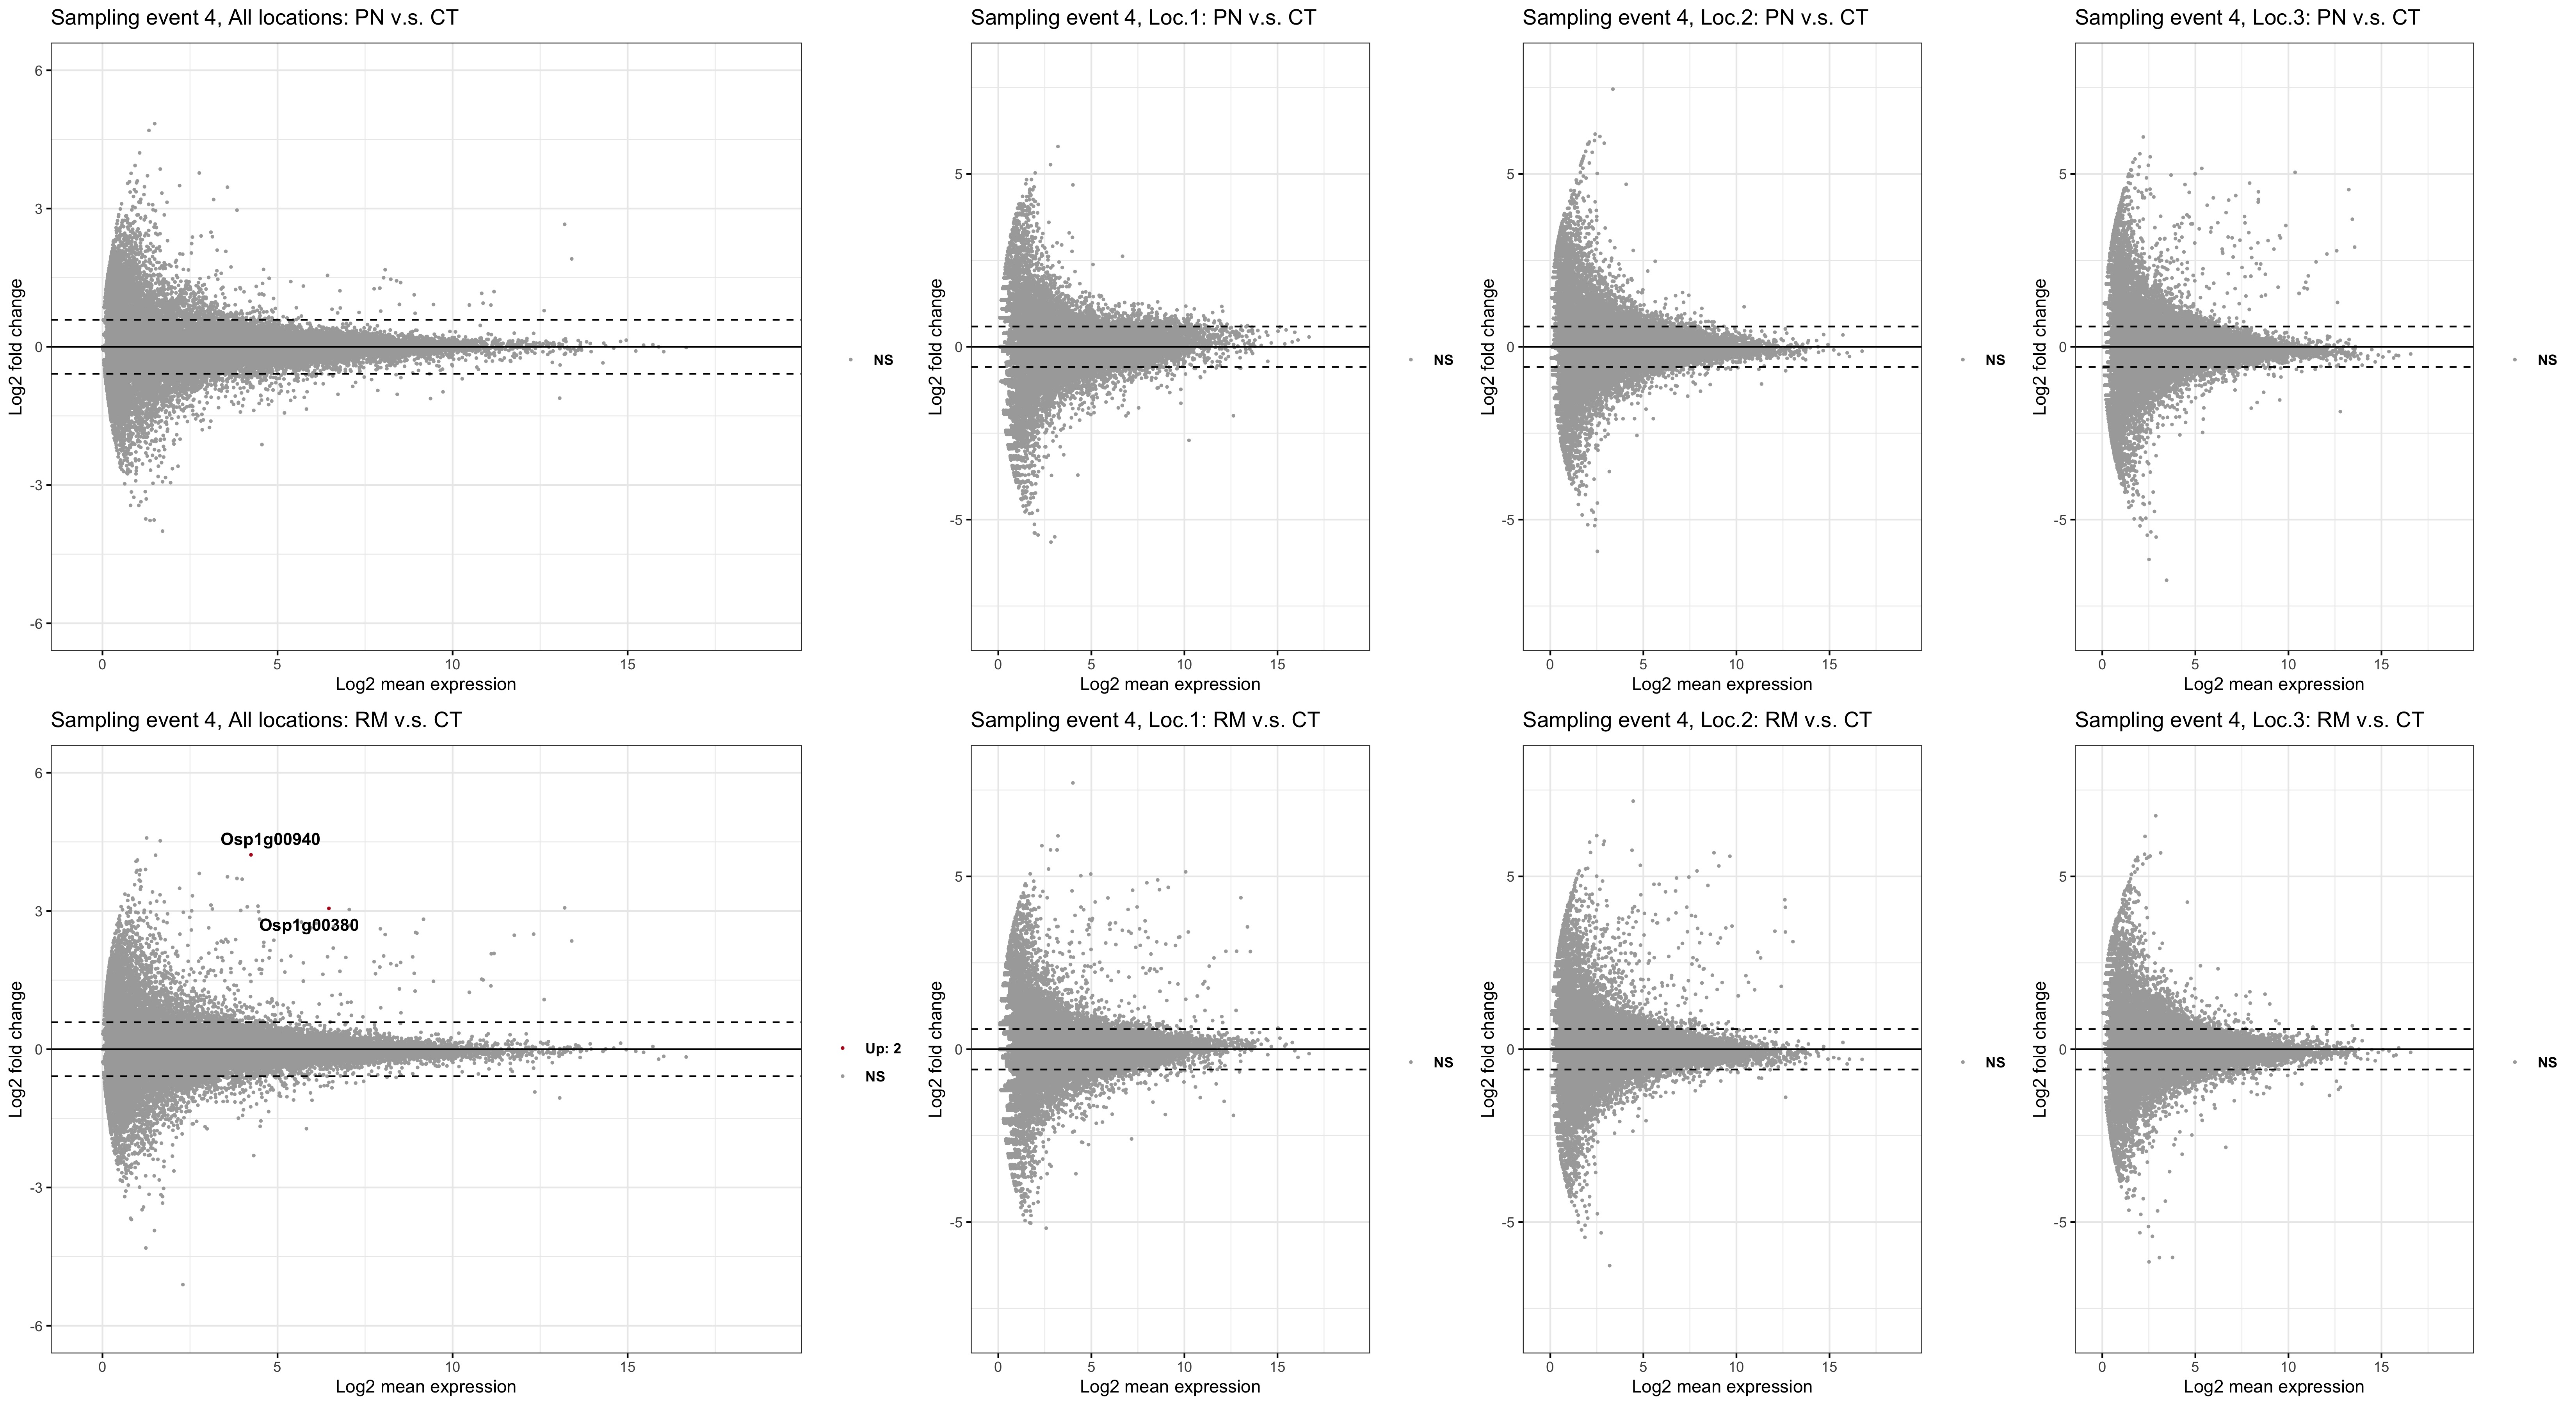 Sampling event 4, All locations: PN v.s. CT
Log2 fold change
6
3
0
-3
-6
0 5 10 15
Log2 mean expression
NS
Sampling event 4, Loc.1: PN v.s. CT
Log2 fold change
5
0
-5
0 5 10 15
Log2 mean expression
NS
Sampling event 4, Loc.2: PN v.s. CT
Log2 fold change
5
0
-5
0 5 10 15
Log2 mean expression
NS
Sampling event 4, Loc.3: PN v.s. CT
Log2 fold change
5
0
-5
0 5 10 15
Log2 mean expression
NS
Sampling event 4, All locations: RM v.s. CT
Log2 fold change
6
3
0
-3
-6
Osp1g00940
Osp1g00380
0 5 10 15
Log2 mean expression
Up: 2
NS
Sampling event 4, Loc.1: RM v.s. CT
Log2 fold change
5
0
-5
0 5 10 15
Log2 mean expression
NS
Sampling event 4, Loc.2: RM v.s. CT
Log2 fold change
5
0
-5
0 5 10 15
Log2 mean expression
NS
Sampling event 4, Loc.3: RM v.s. CT
Log2 fold change
5
0
-5
0 5 10 15
Log2 mean expression
NS